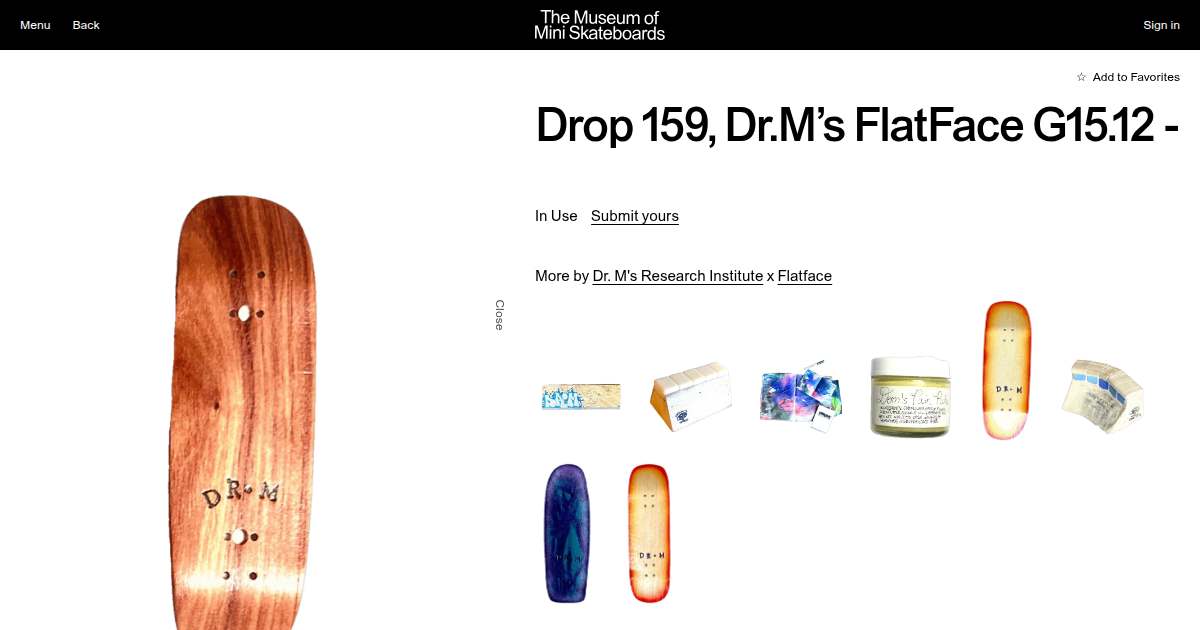 Menu
Back
The Museum of
Mini Skateboards
Sign in
☆ Add to Favorites
Drop 159, Dr.M’s FlatFace G15.12 -
In Use Submit yours
More by Dr. M's Research Institute x Flatface
Close
DR•M
DR•M
DR•M